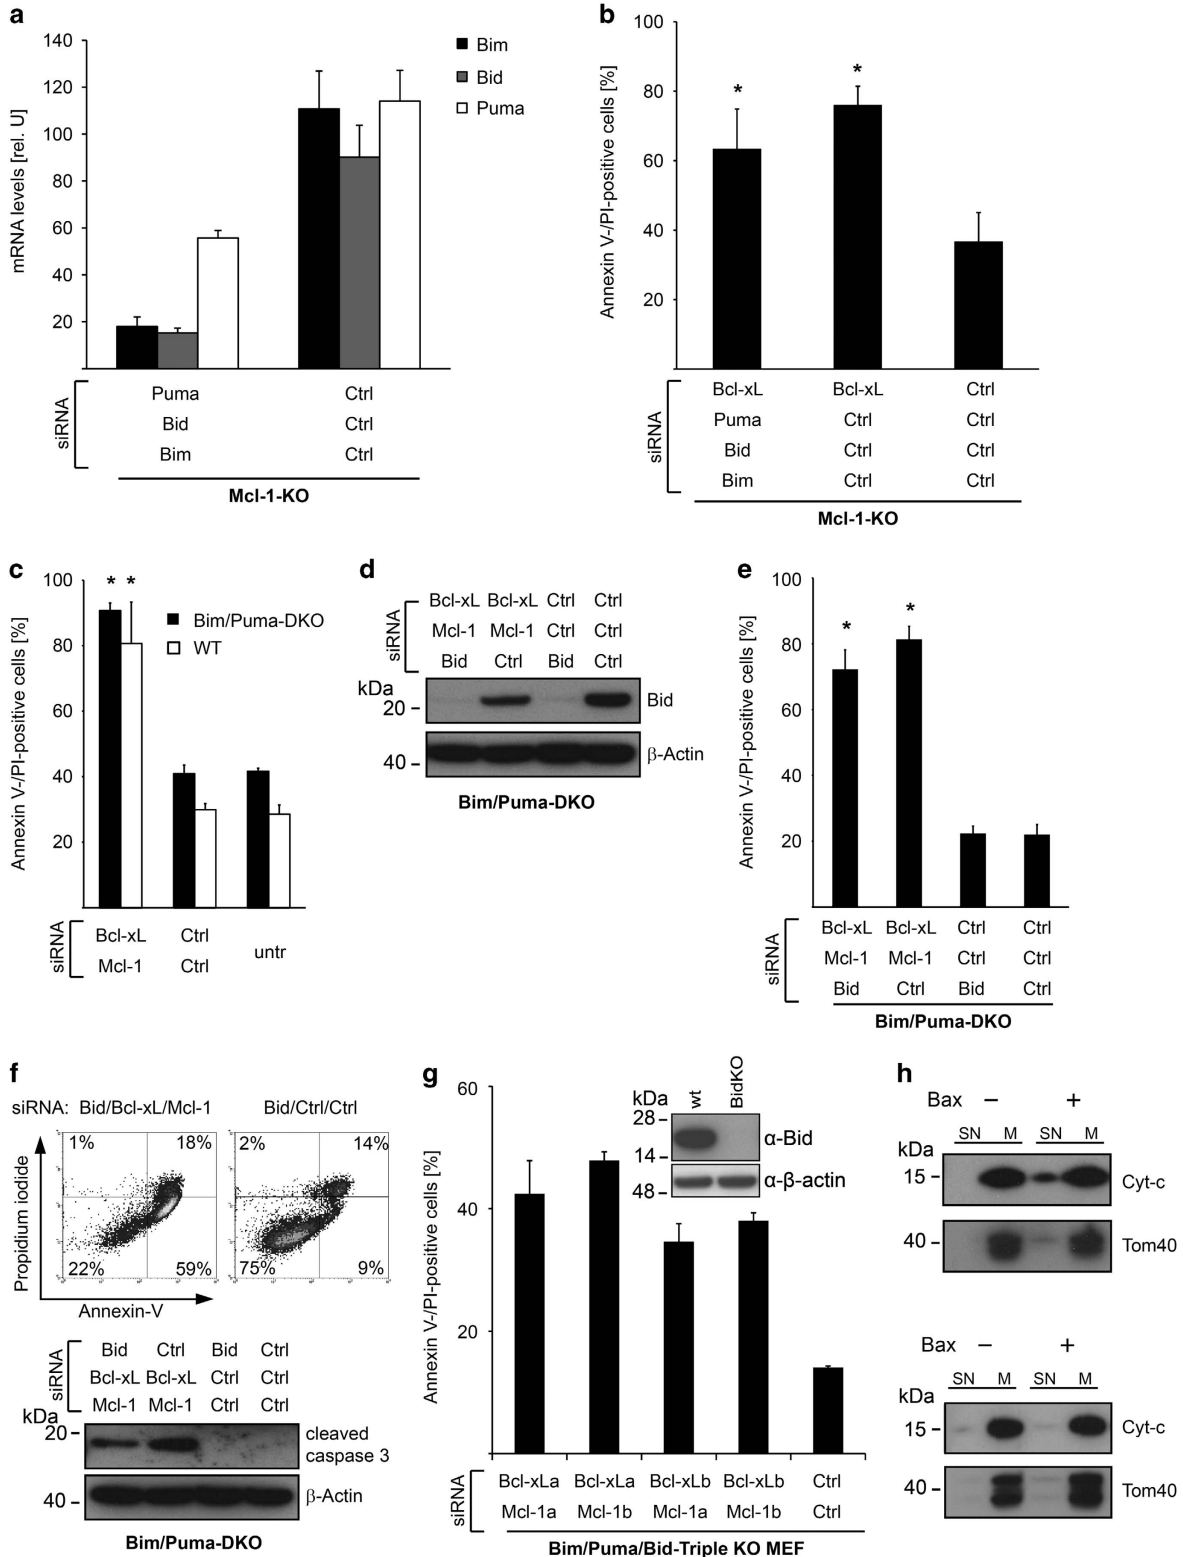 a
mRNA levels [rel. U]
140
120
100
80
60
40
20
Bim
Bid
Puma
siRNA
Puma Ctrl
Bid Ctrl
Bim Ctrl
Mcl-1-KO
b
Annexin V-/PI-positive cells [%]
100
80
60
40
20
* *
siRNA
Bcl-xL Bcl-xL Ctrl
Puma Ctrl Ctrl
Bid Ctrl Ctrl
Bim Ctrl Ctrl
Mcl-1-KO
c
Annexin V-/PI-positive cells [%]
100
80
60
40
20
* *
Bim/Puma-DKO
WT
siRNA
Bcl-xL Ctrl
Mcl-1 Ctrl
untr
d
siRNA
Bcl-xL Bcl-xL Ctrl Ctrl
Mcl-1 Mcl-1 Ctrl Ctrl
Bid Ctrl Bid Ctrl
kDa
20 – Bid
40 – β-Actin
Bim/Puma-DKO
e
Annexin V-/PI-positive cells [%]
100
80
60
40
20
* *
siRNA
Bcl-xL Bcl-xL Ctrl Ctrl
Mcl-1 Mcl-1 Ctrl Ctrl
Bid Ctrl Bid Ctrl
Bim/Puma-DKO
f
siRNA: Bid/Bcl-xL/Mcl-1 Bid/Ctrl/Ctrl
Propidium iodide
1% 18% 2% 14%
22% 59% 75% 9%
Annexin-V
siRNA
Bid Ctrl Bid Ctrl
Bcl-xL Bcl-xL Ctrl Ctrl
Mcl-1 Mcl-1 Ctrl Ctrl
kDa
20 – cleaved
caspase 3
40 – β-Actin
Bim/Puma-DKO
g
Annexin V-/PI-positive cells [%]
60
40
20
kDa wt BidKO
28 –
α-Bid
14 –
α-β-actin
48 –
siRNA
Bcl-xLa Bcl-xLa Bcl-xLb Bcl-xLb Ctrl
Mcl-1a Mcl-1b Mcl-1a Mcl-1b Ctrl
Bim/Puma/Bid-Triple KO MEF
h
Bax – +
SN M SN M
kDa
15 – Cyt-c
40 – Tom40
Bax – +
SN M SN M
kDa
15 – Cyt-c
40 – Tom40